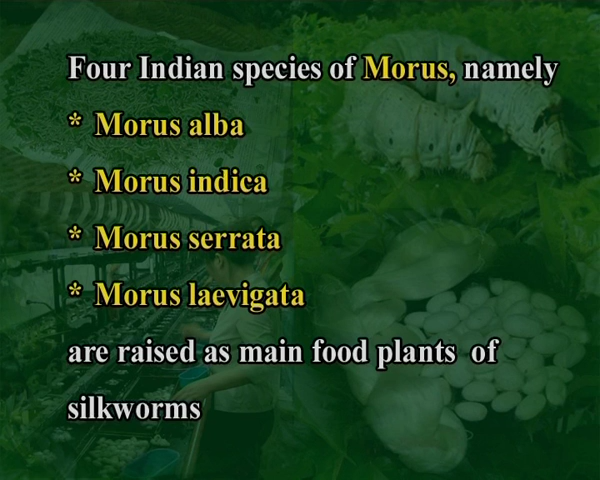 Four Indian species of Morus, namely
* Morus alba
* Morus indica
* Morus serrata
* Morus laevigata
are raised as main food plants of
silkworms